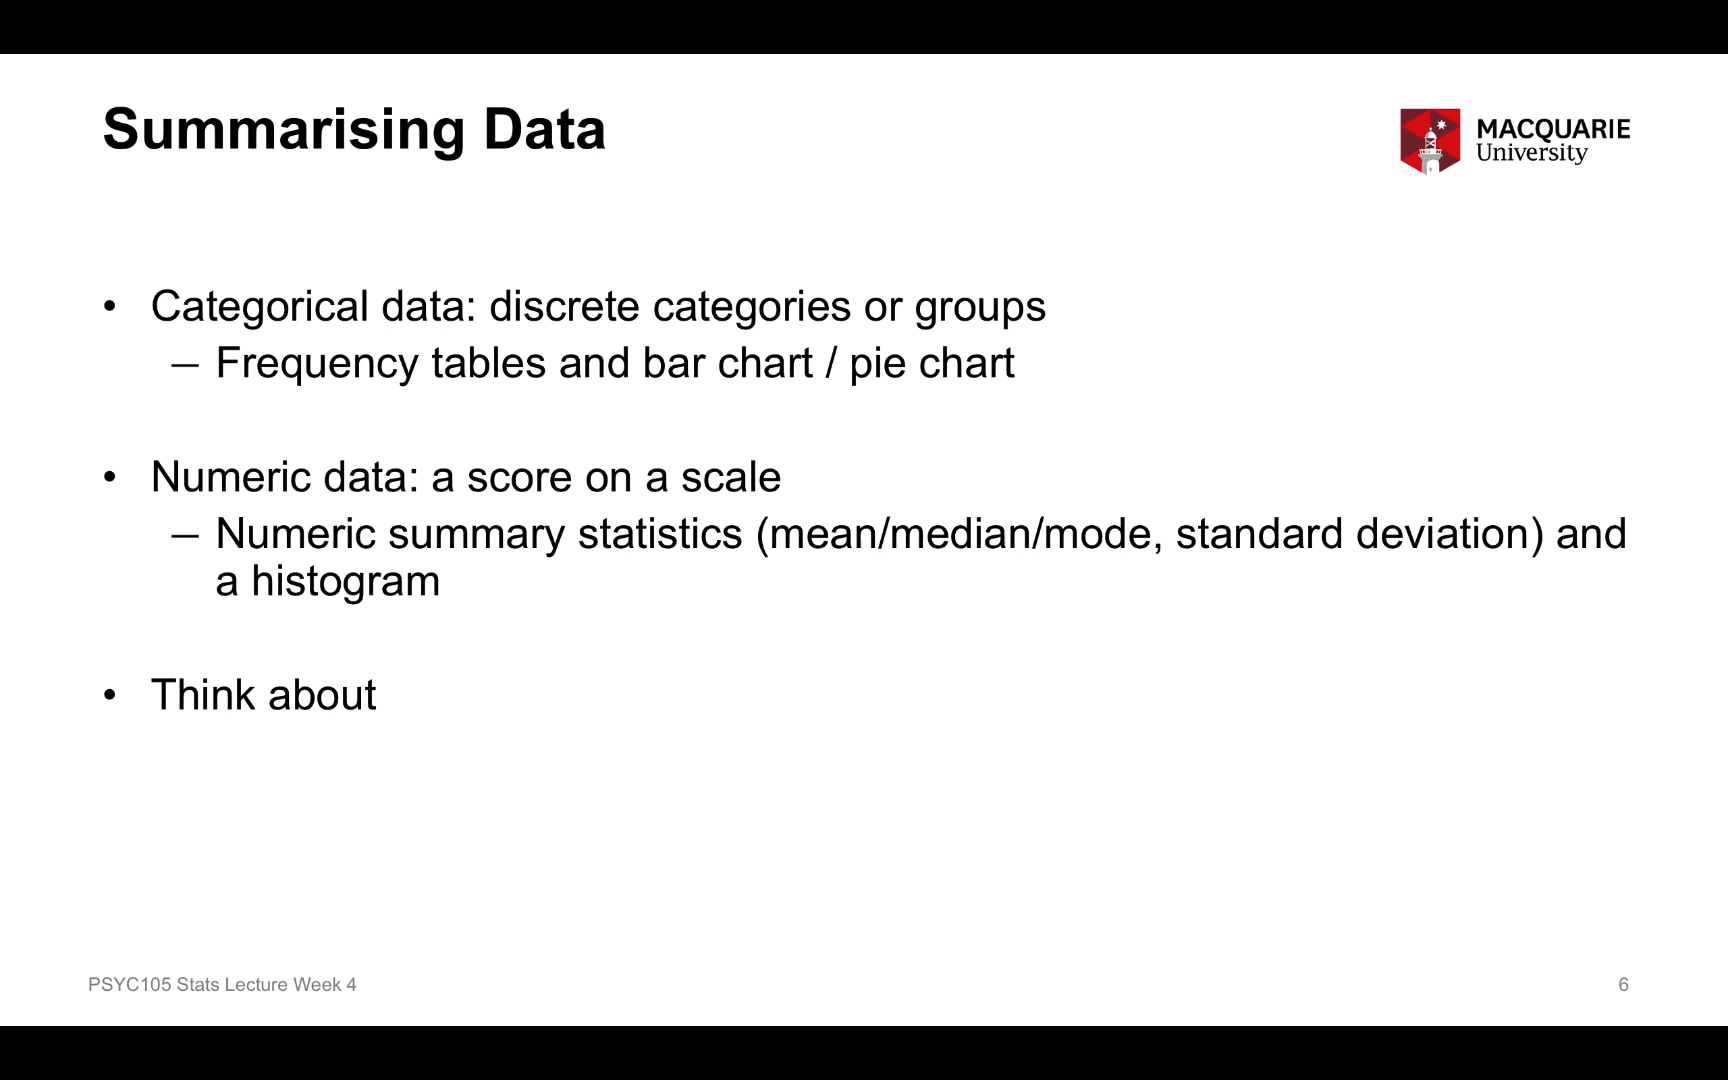 Summarising Data
MACQUARIE
University
• Categorical data: discrete categories or groups
– Frequency tables and bar chart / pie chart
• Numeric data: a score on a scale
– Numeric summary statistics (mean/median/mode, standard deviation) and
a histogram
• Think about
PSYC105 Stats Lecture Week 4
6